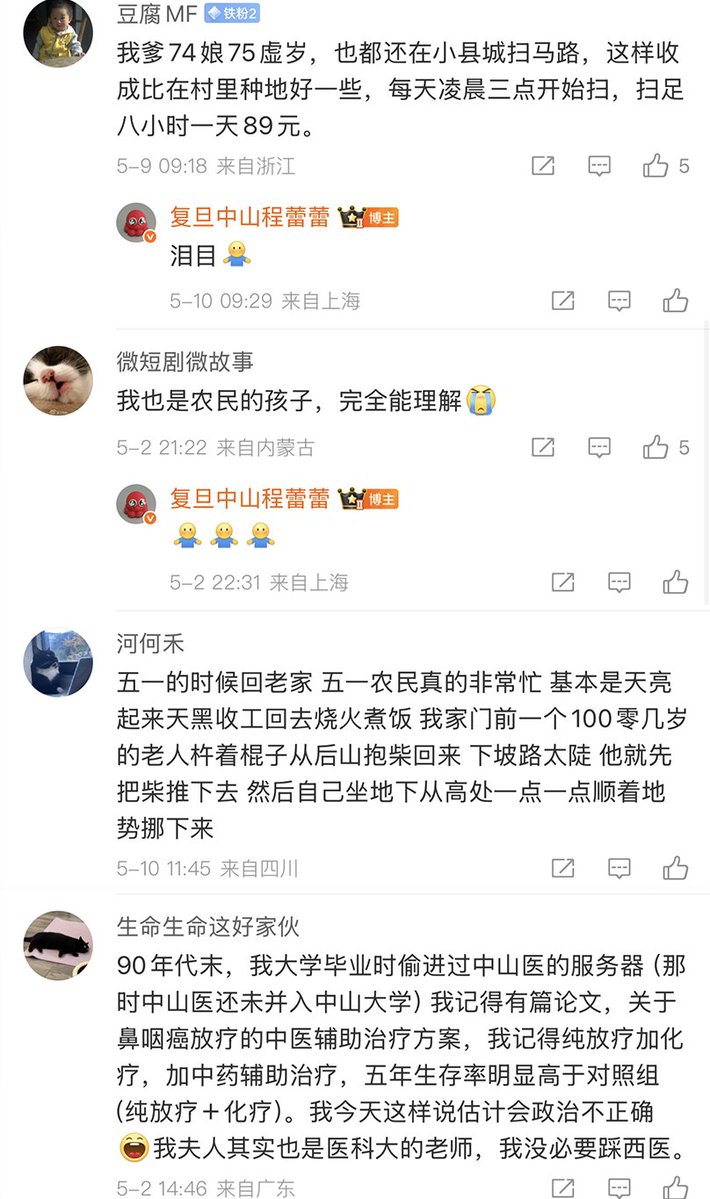 豆腐MF 铁粉2
我爹74娘75虚岁，也都还在小县城扫马路，这样收
成比在村里种地好一些，每天凌晨三点开始扫，扫足
八小时一天89元。
5-9 09:18 来自浙江 5
复旦中山程蕾蕾 II 博主
泪目
5-10 09:29 来自上海
微短剧微故事
我也是农民的孩子，完全能理解
5-2 21:22 来自内蒙古 5
复旦中山程蕾蕾 II 博主
5-2 22:31 来自上海
河何禾
五一的时候回老家 五一农民真的非常忙 基本是天亮
起来天黑收工回去烧火煮饭 我家门前一个100零几岁
的老人杵着棍子从后山抱柴回来 下坡路太陡 他就先
把柴推下去 然后自己坐地下从高处一点一点顺着地
势挪下来
5-10 11:45 来自四川
生命生命这好家伙
90年代末，我大学毕业时偷进过中山医的服务器（那
时中山医还未并入中山大学）我记得有篇论文，关于
鼻咽癌放疗的中医辅助治疗方案，我记得纯放疗加化
疗，加中药辅助治疗，五年生存率明显高于对照组
（纯放疗＋化疗）。我今天这样说估计会政治不正确
我夫人其实也是医科大的老师，我没必要踩西医。
5-2 14:46 来自广东